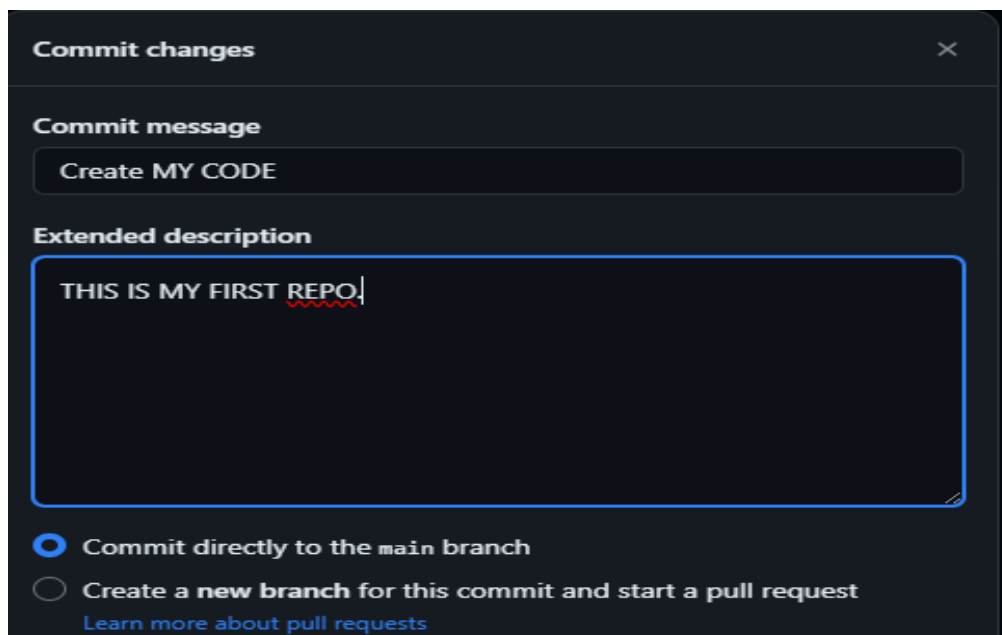 Commit changes
Commit message
Create MY CODE
Extended description
THIS IS MY FIRST REPO.
Commit directly to the main branch
Create a new branch for this commit and start a pull request
Learn more about pull requests